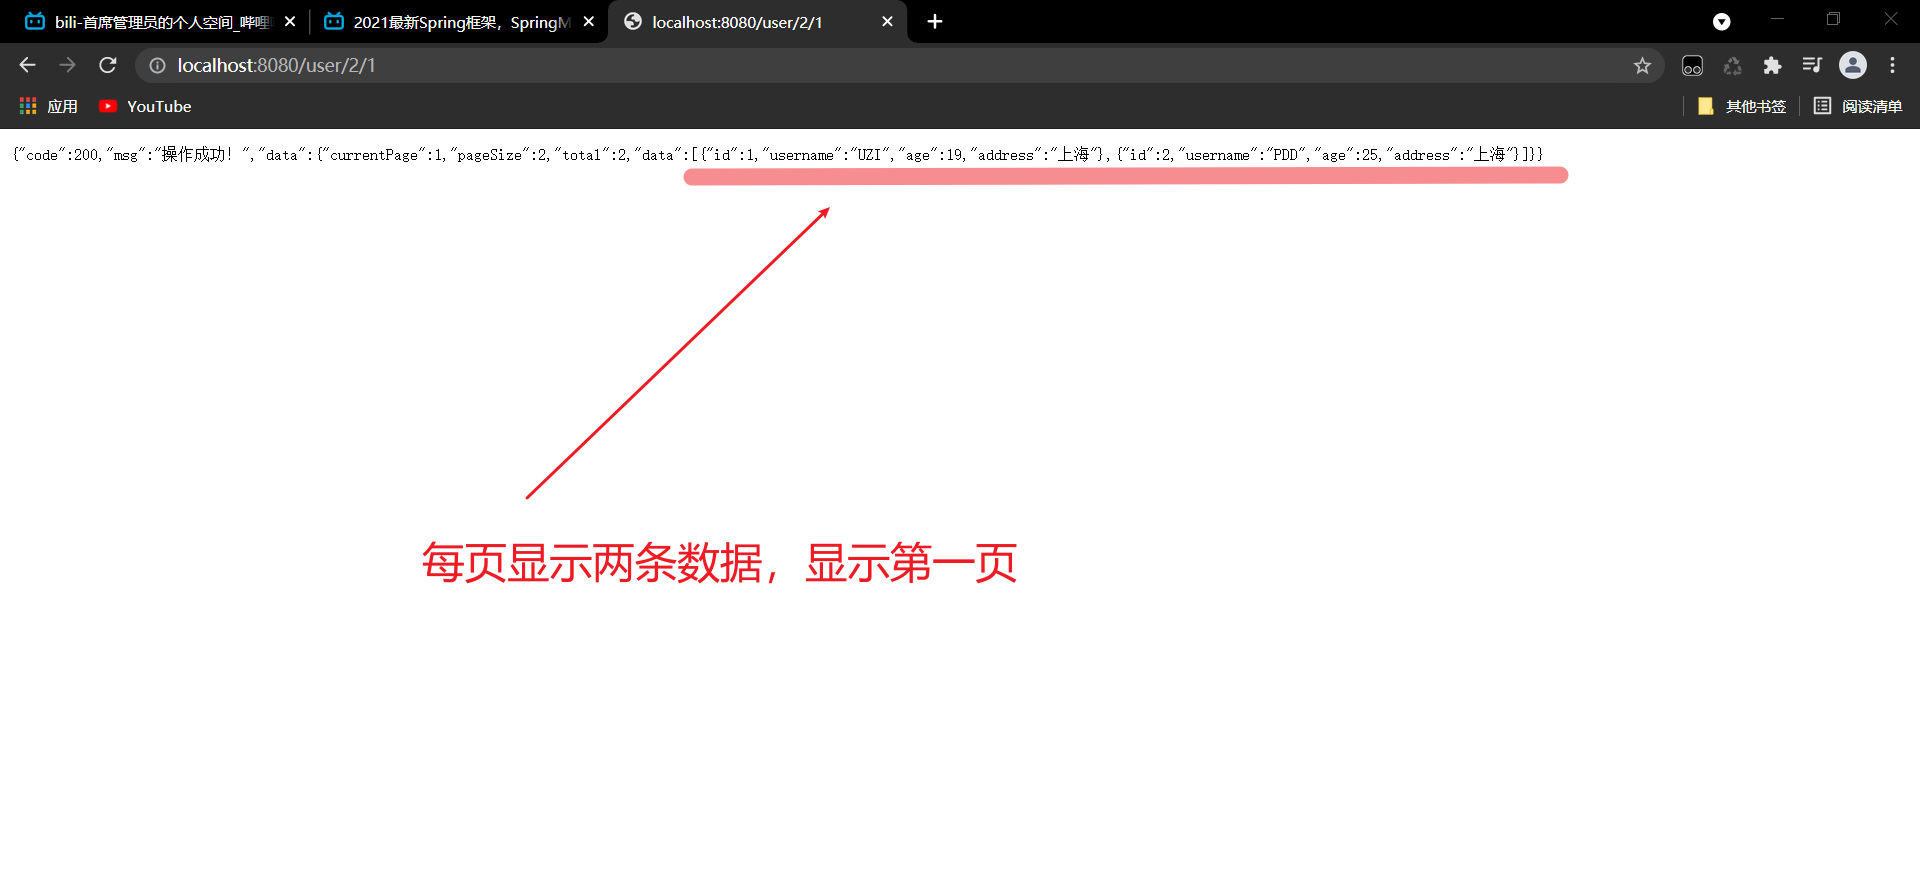 bili-首席管理员的个人空间_哔哩
2021最新Spring框架，SpringM
localhost:8080/user/2/1
localhost:8080/user/2/1
应用
YouTube
其他书签
阅读清单
{"code":200,"msg":"操作成功！","data":{"currentPage":1,"pageSize":2,"total":2,"data":[{"id":1,"username":"UZI","age":19,"address":"上海"},{"id":2,"username":"PDD","age":25,"address":"上海"}]}}
每页显示两条数据，显示第一页